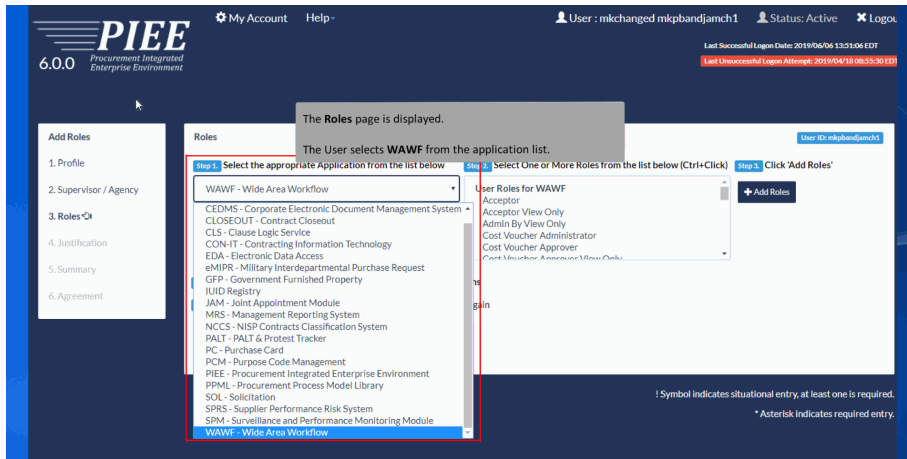 PIEE
6.0.0 Procurement Integrated
Enterprise Environment
My Account Help
User : mkchanged mkpbandjamch1 Status: Active Logou
Last Successful Logon Date: 2019/06/06 13:51:06 EDT
Last Unsuccessful Logon Attempt: 2019/04/18 08:55:30 EDT
The Roles page is displayed.
The User selects WAWF from the application list.
Add Roles
1. Profile
2. Supervisor / Agency
3. Roles
4. Justification
5. Summary
6. Agreement
Roles
User ID: mkpbandjamch1
Step 1. Select the appropriate Application from the list below
WAWF - Wide Area Workflow
CEDMS - Corporate Electronic Document Management System
CLOSEOUT - Contract Closeout
CLS - Clause Logic Service
CON-IT - Contracting Information Technology
EDA - Electronic Data Access
eMIPR - Military Interdepartmental Purchase Request
GFP - Government Furnished Property
IUID Registry
JAM - Joint Appointment Module
MRS - Management Reporting System
NCCS - NISP Contracts Classification System
PALT - PALT & Protest Tracker
PC - Purchase Card
PCM - Purpose Code Management
PIEE - Procurement Integrated Enterprise Environment
PPML - Procurement Process Model Library
SOL - Solicitation
SPRS - Supplier Performance Risk System
SPM - Surveillance and Performance Monitoring Module
WAWF - Wide Area Workflow
Step 2. Select One or More Roles from the list below (Ctrl+Click)
User Roles for WAWF
Acceptor
Acceptor View Only
Admin By View Only
Cost Voucher Administrator
Cost Voucher Approver
Cost Voucher Approver View Only
Step 3. Click 'Add Roles'
Add Roles
ns
gain
! Symbol indicates situational entry, at least one is required.
* Asterisk indicates required entry.